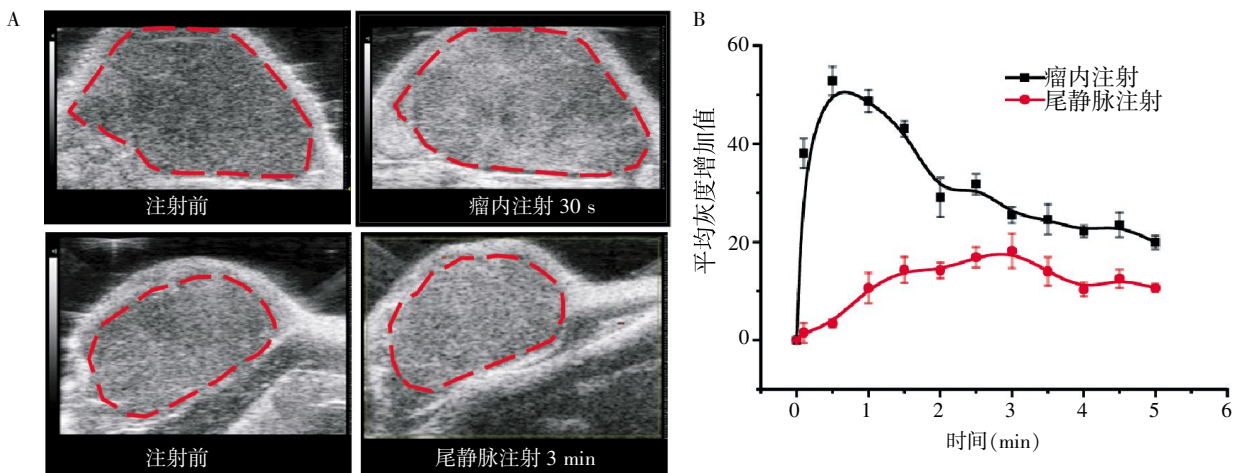 A
注射前
瘤内注射 30 s
注射前
尾静脉注射 3 min
B
60
40
20
0
平均灰度增加值
瘤内注射
尾静脉注射
0 1 2 3 4 5 6
时间(min)